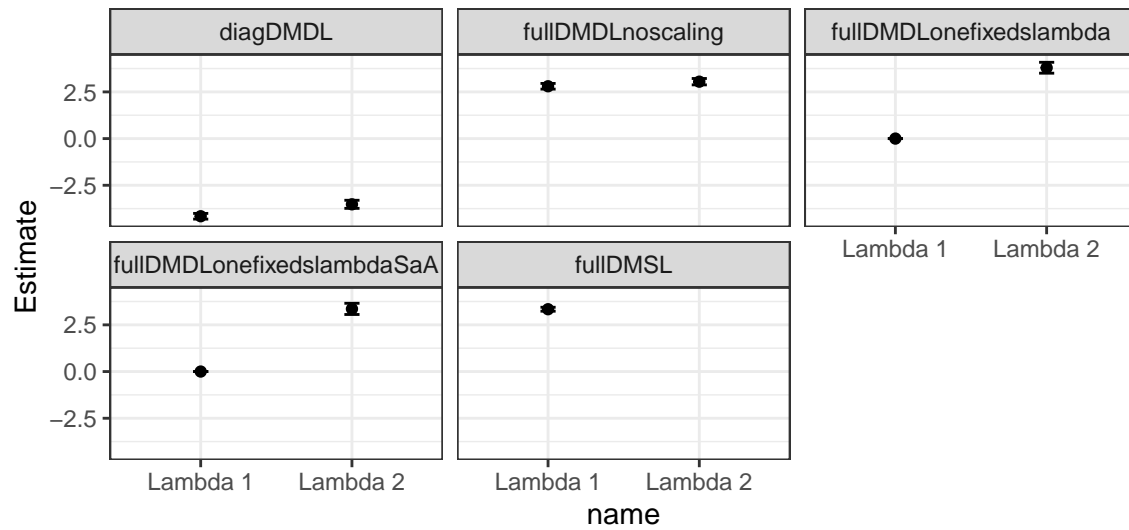 diagDMDL
fullDMDLnoscaling
fullDMDLonefixedslambda
2.5
0.0
−2.5
Lambda 1
Lambda 2
fullDMDLonefixedslambdaSaA
fullDMSL
2.5
0.0
−2.5
Lambda 1
Lambda 2
Lambda 1
Lambda 2
name
Estimate